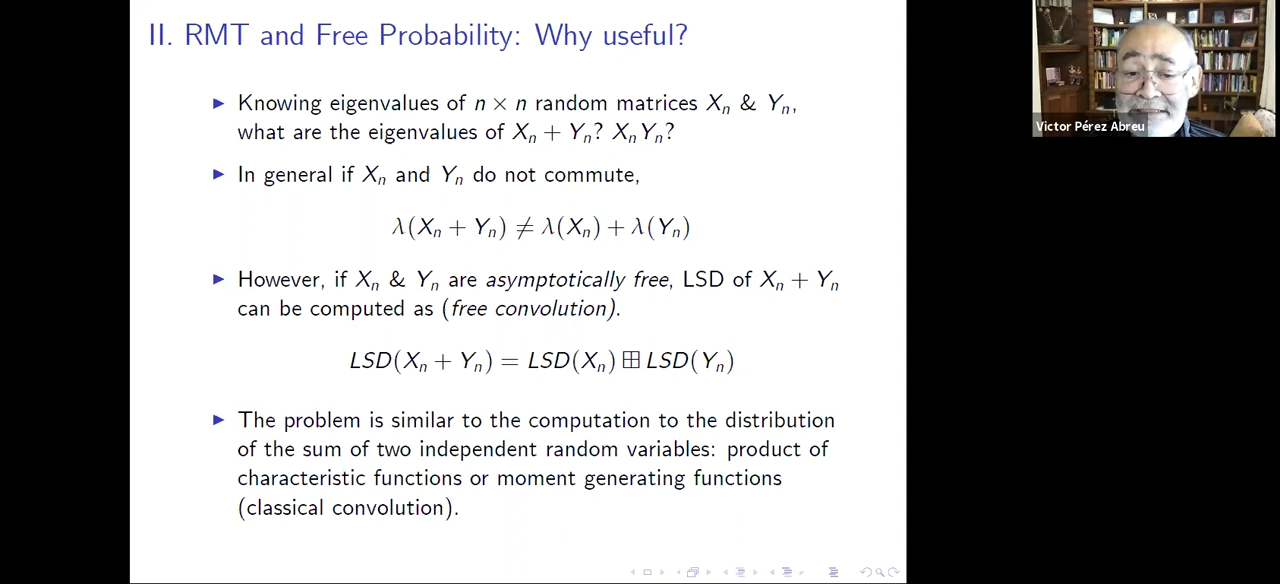 II. RMT and Free Probability: Why useful?
▶ Knowing eigenvalues of n × n random matrices Xₙ & Yₙ,
what are the eigenvalues of Xₙ + Yₙ? XₙYₙ?
▶ In general if Xₙ and Yₙ do not commute,
λ(Xₙ + Yₙ) ≠ λ(Xₙ) + λ(Yₙ)
▶ However, if Xₙ & Yₙ are asymptotically free, LSD of Xₙ + Yₙ
can be computed as (free convolution).
LSD(Xₙ + Yₙ) = LSD(Xₙ) ⊞ LSD(Yₙ)
▶ The problem is similar to the computation to the distribution
of the sum of two independent random variables: product of
characteristic functions or moment generating functions
(classical convolution).
Victor Pérez Abreu